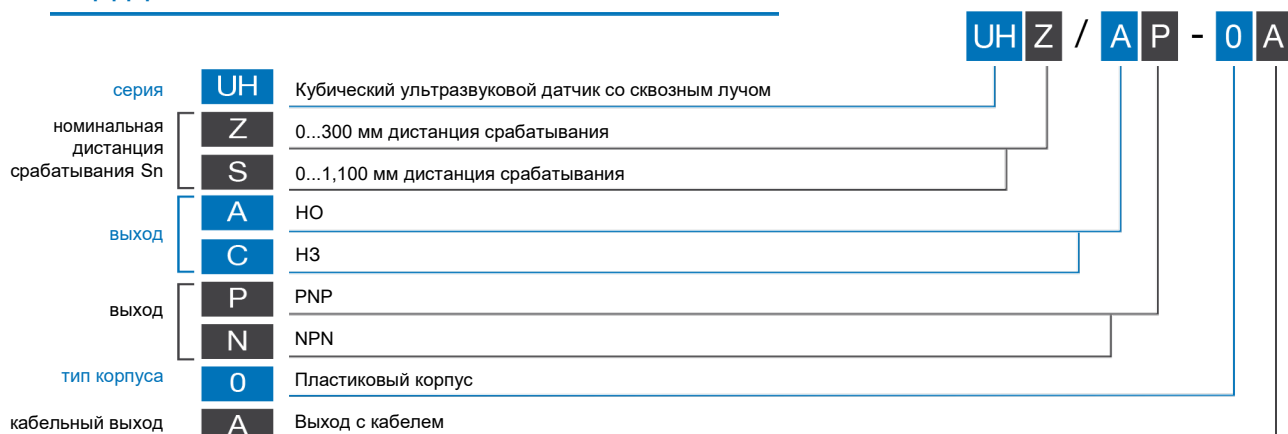 UH Z / A P - 0 A
серия UH Кубический ультразвуковой датчик со сквозным лучом
номинальная
дистанция
срабатывания Sn
Z 0...300 мм дистанция срабатывания
S 0...1,100 мм дистанция срабатывания
выход
A НО
C НЗ
выход
P PNP
N NPN
тип корпуса 0 Пластиковый корпус
кабельный выход A Выход с кабелем